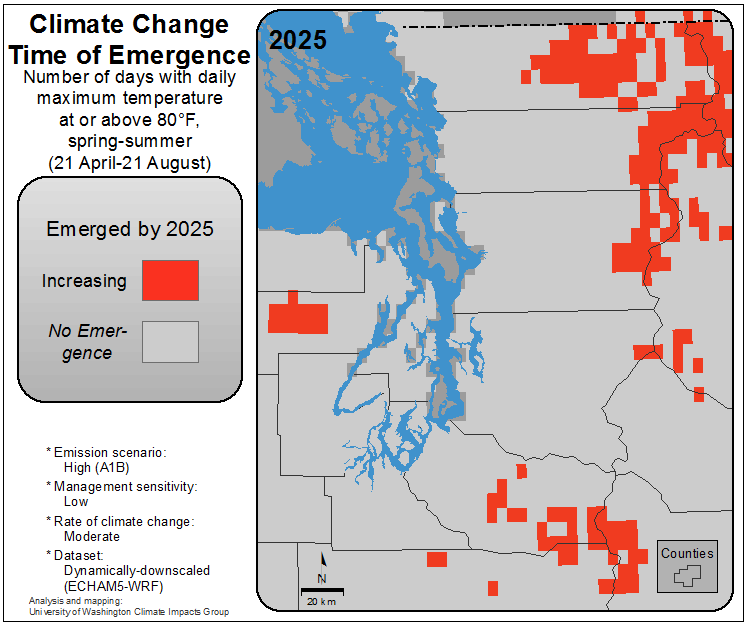 Climate Change
Time of Emergence
Number of days with daily
maximum temperature
at or above 80°F,
spring-summer
(21 April-21 August)
Emerged by 2025
Increasing
No Emer-
gence
* Emission scenario:
High (A1B)
* Management sensitivity:
Low
* Rate of climate change:
Moderate
* Dataset:
Dynamically-downscaled
(ECHAM5-WRF)
Analysis and mapping:
University of Washington Climate Impacts Group
2025
N
20 km
Counties